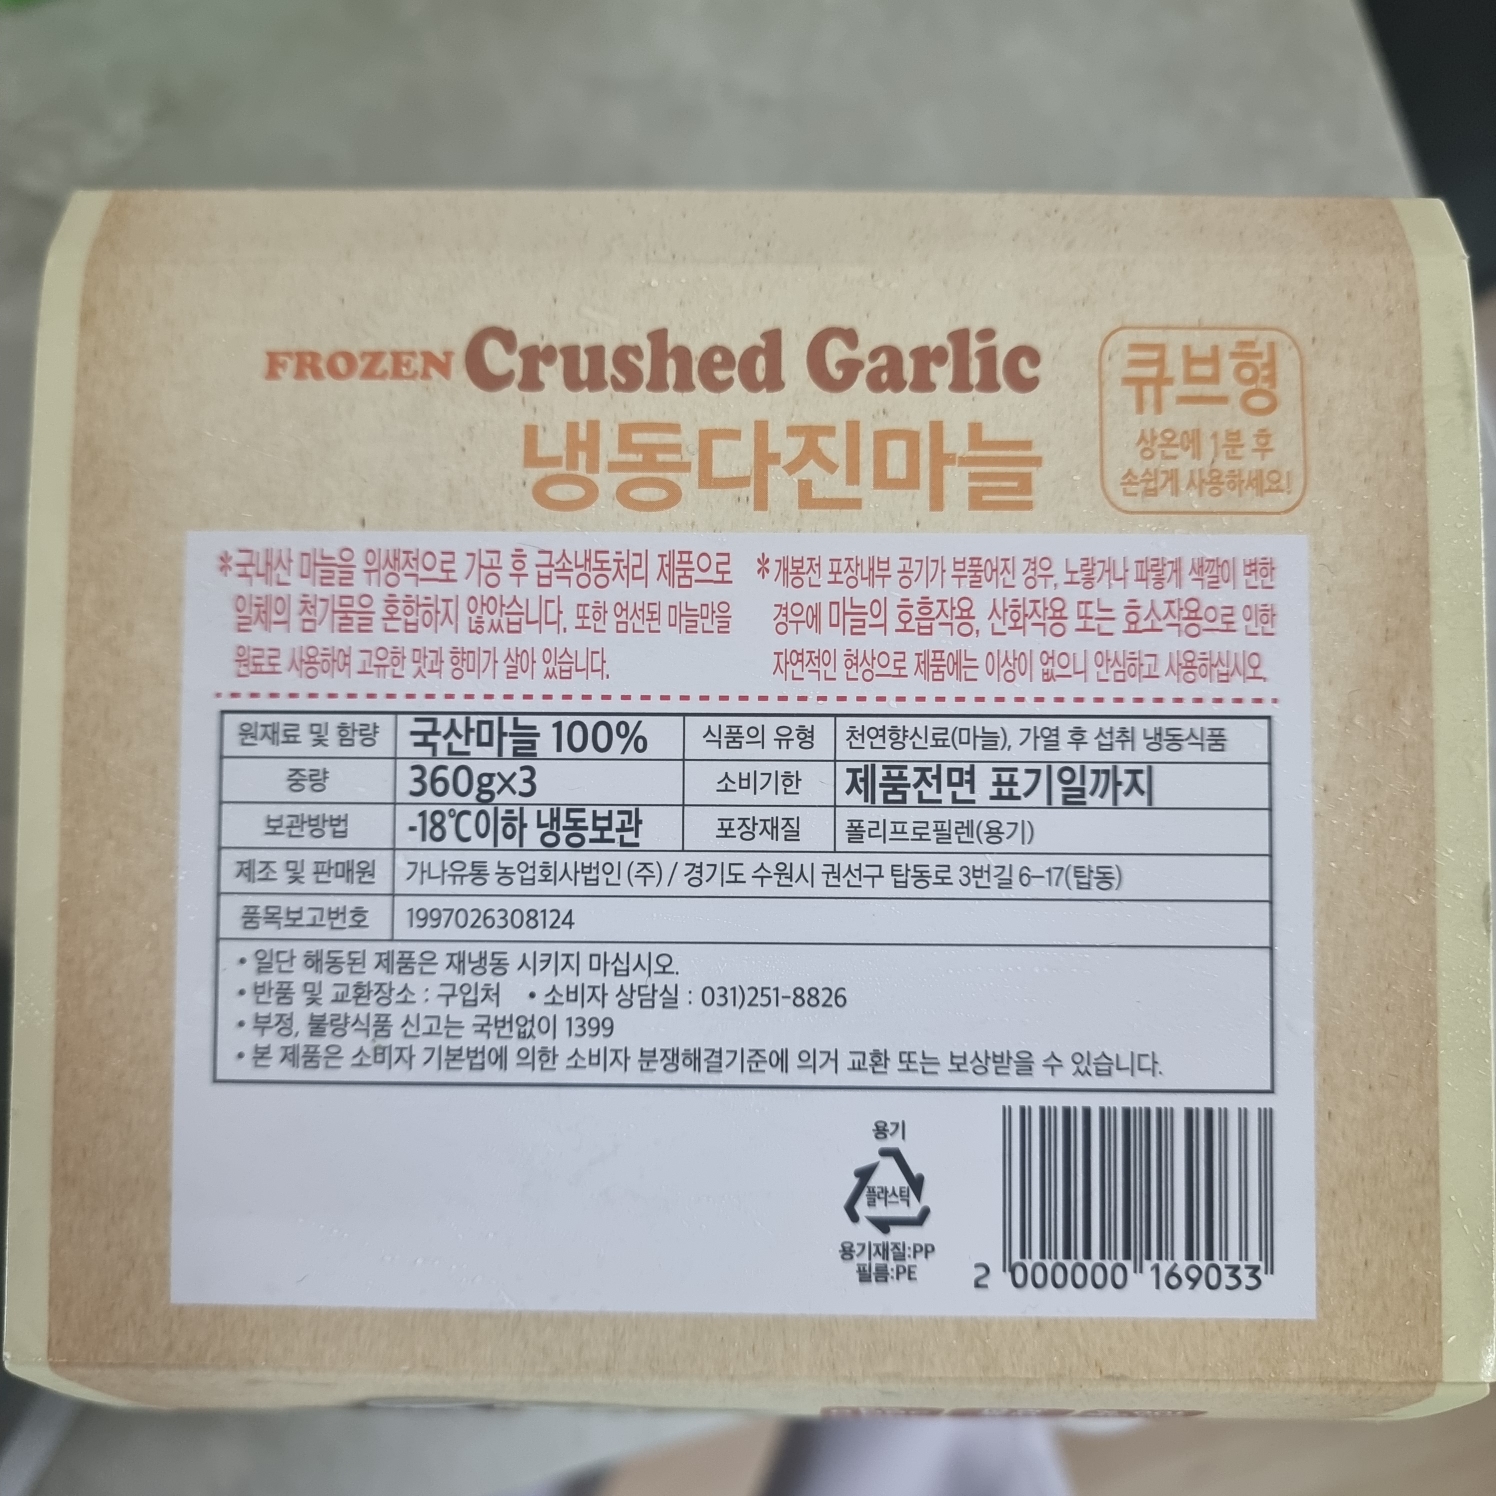 FROZEN Crushed Garlic
냉동다진마늘
큐브형
상온에 1분 후
손쉽게 사용하세요!
*국내산 마늘을 위생적으로 가공 후 급속냉동처리 제품으로
일체의 첨가물을 혼합하지 않았습니다. 또한 엄선된 마늘만을
원료로 사용하여 고유한 맛과 향미가 살아 있습니다.
*개봉전 포장내부 공기가 부풀어진 경우, 노랗거나 파랗게 색깔이 변한
경우에 마늘의 호흡작용, 산화작용 또는 효소작용으로 인한
자연적인 현상으로 제품에는 이상이 없으니 안심하고 사용하십시오.
원재료 및 함량 국산마늘 100% 식품의 유형 천연향신료(마늘), 가열 후 섭취 냉동식품
중량 360g×3 소비기한 제품전면 표기일까지
보관방법 -18℃이하 냉동보관 포장재질 폴리프로필렌(용기)
제조 및 판매원 가나유통 농업회사법인 (주) / 경기도 수원시 권선구 탑동로 3번길 6-17(탑동)
품목보고번호 1997026308124
• 일단 해동된 제품은 재냉동 시키지 마십시오.
• 반품 및 교환장소 : 구입처 • 소비자 상담실 : 031)251-8826
• 부정, 불량식품 신고는 국번없이 1399
• 본 제품은 소비자 기본법에 의한 소비자 분쟁해결기준에 의거 교환 또는 보상받을 수 있습니다.
용기
플라스틱
용기재질:PP
필름:PE
2 000000 169033